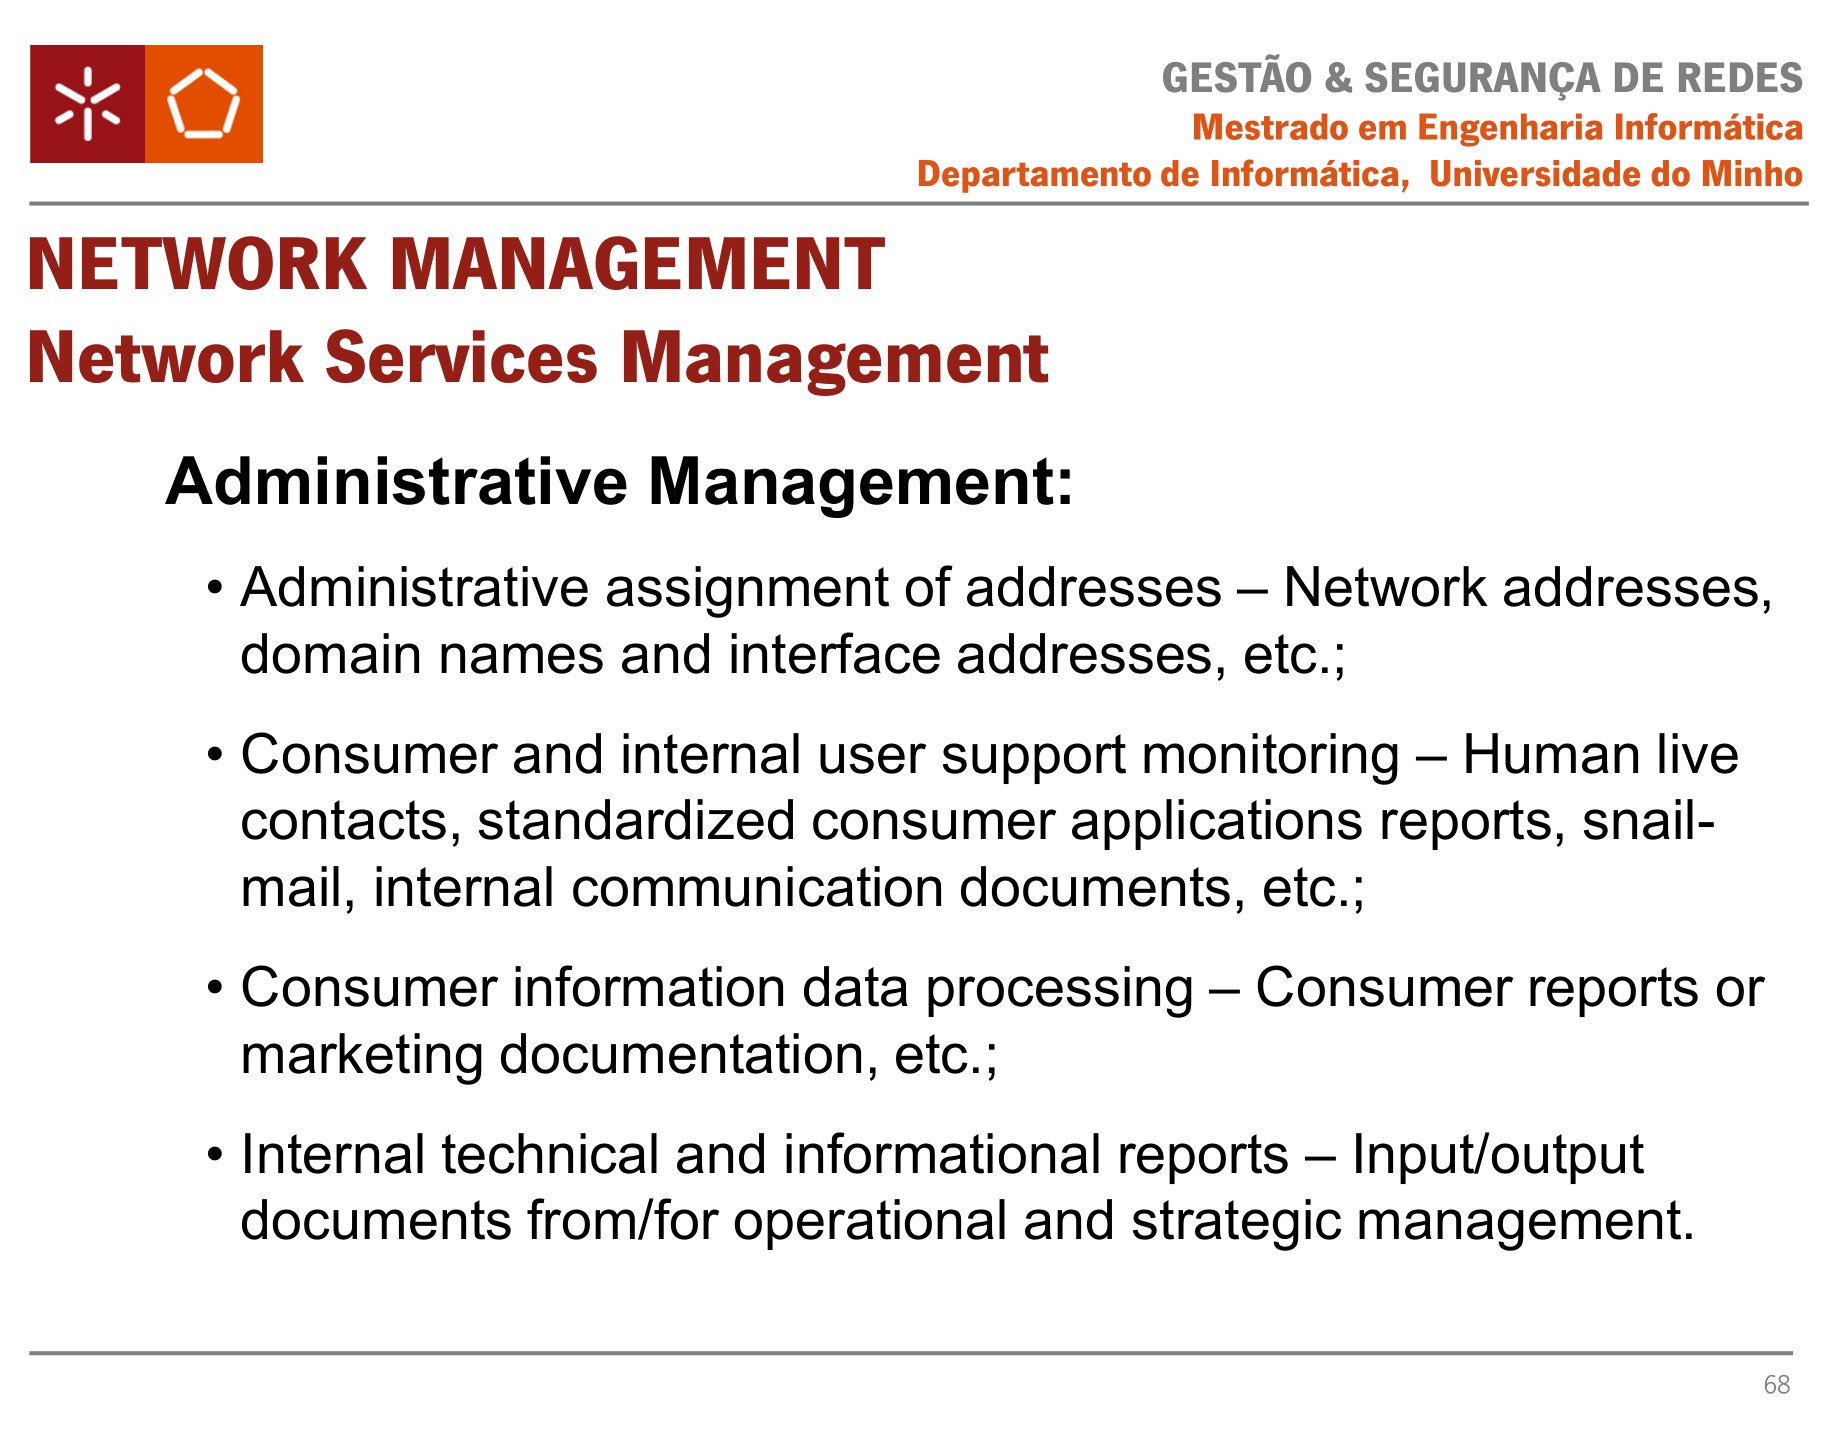 GESTÃO & SEGURANÇA DE REDES
Mestrado em Engenharia Informática
Departamento de Informática, Universidade do Minho
NETWORK MANAGEMENT
Network Services Management
Administrative Management:
• Administrative assignment of addresses – Network addresses,
domain names and interface addresses, etc.;
• Consumer and internal user support monitoring – Human live
contacts, standardized consumer applications reports, snail-
mail, internal communication documents, etc.;
• Consumer information data processing – Consumer reports or
marketing documentation, etc.;
• Internal technical and informational reports – Input/output
documents from/for operational and strategic management.
68